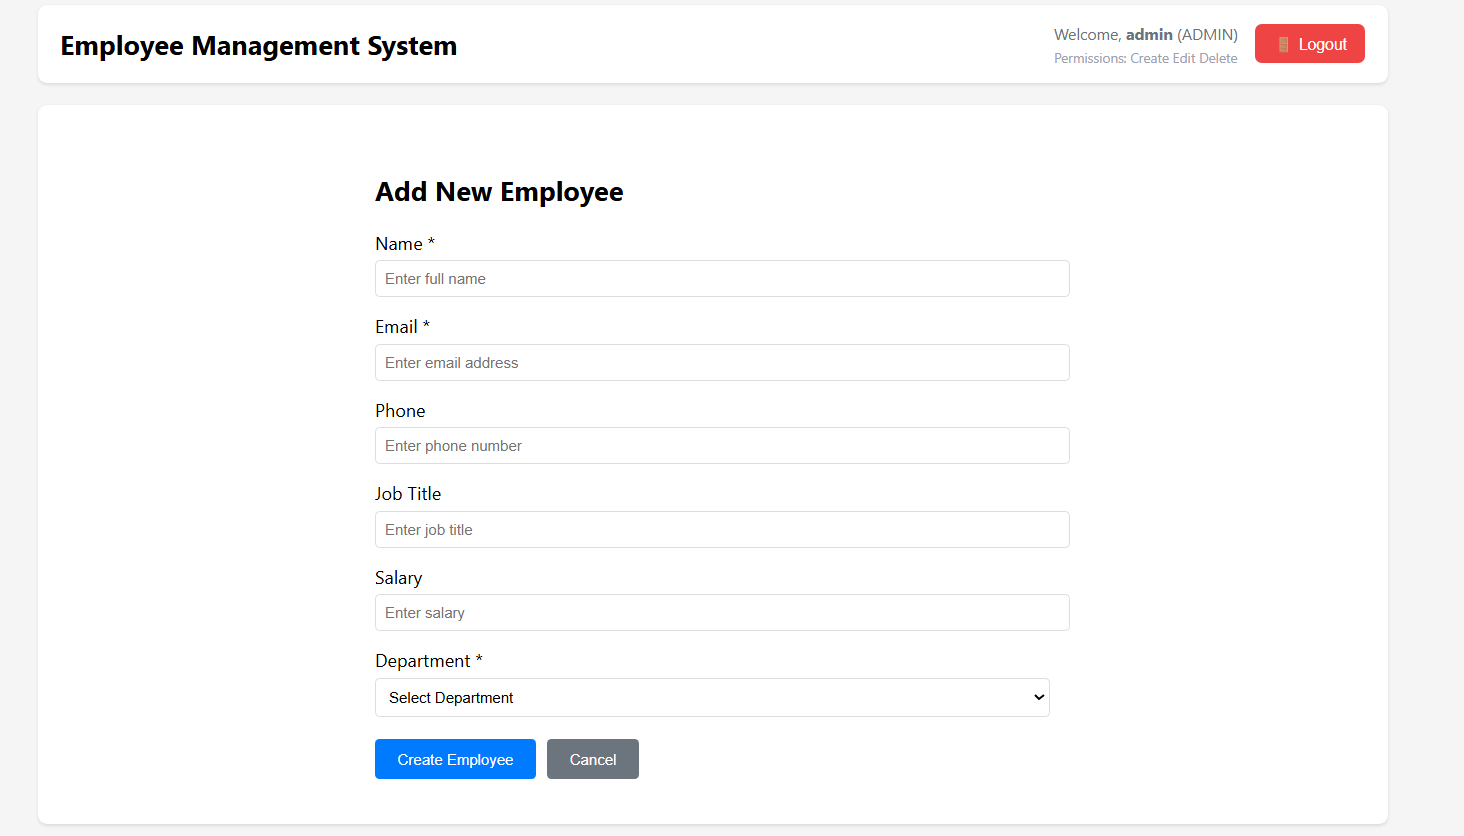 Employee Management System
Welcome, admin (ADMIN)
Permissions: Create Edit Delete
Logout
Add New Employee
Name *
Enter full name
Email *
Enter email address
Phone
Enter phone number
Job Title
Enter job title
Salary
Enter salary
Department *
Select Department
Create Employee
Cancel